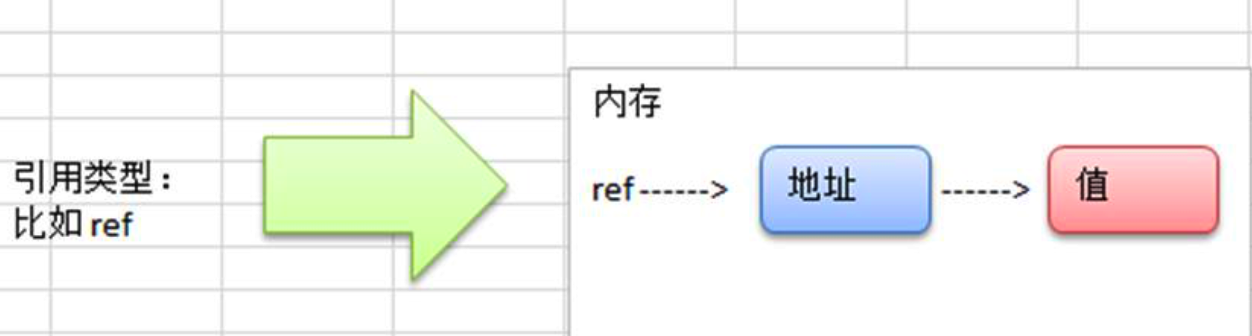 内存
引用类型：
比如 ref
ref ------> 地址 ------> 值